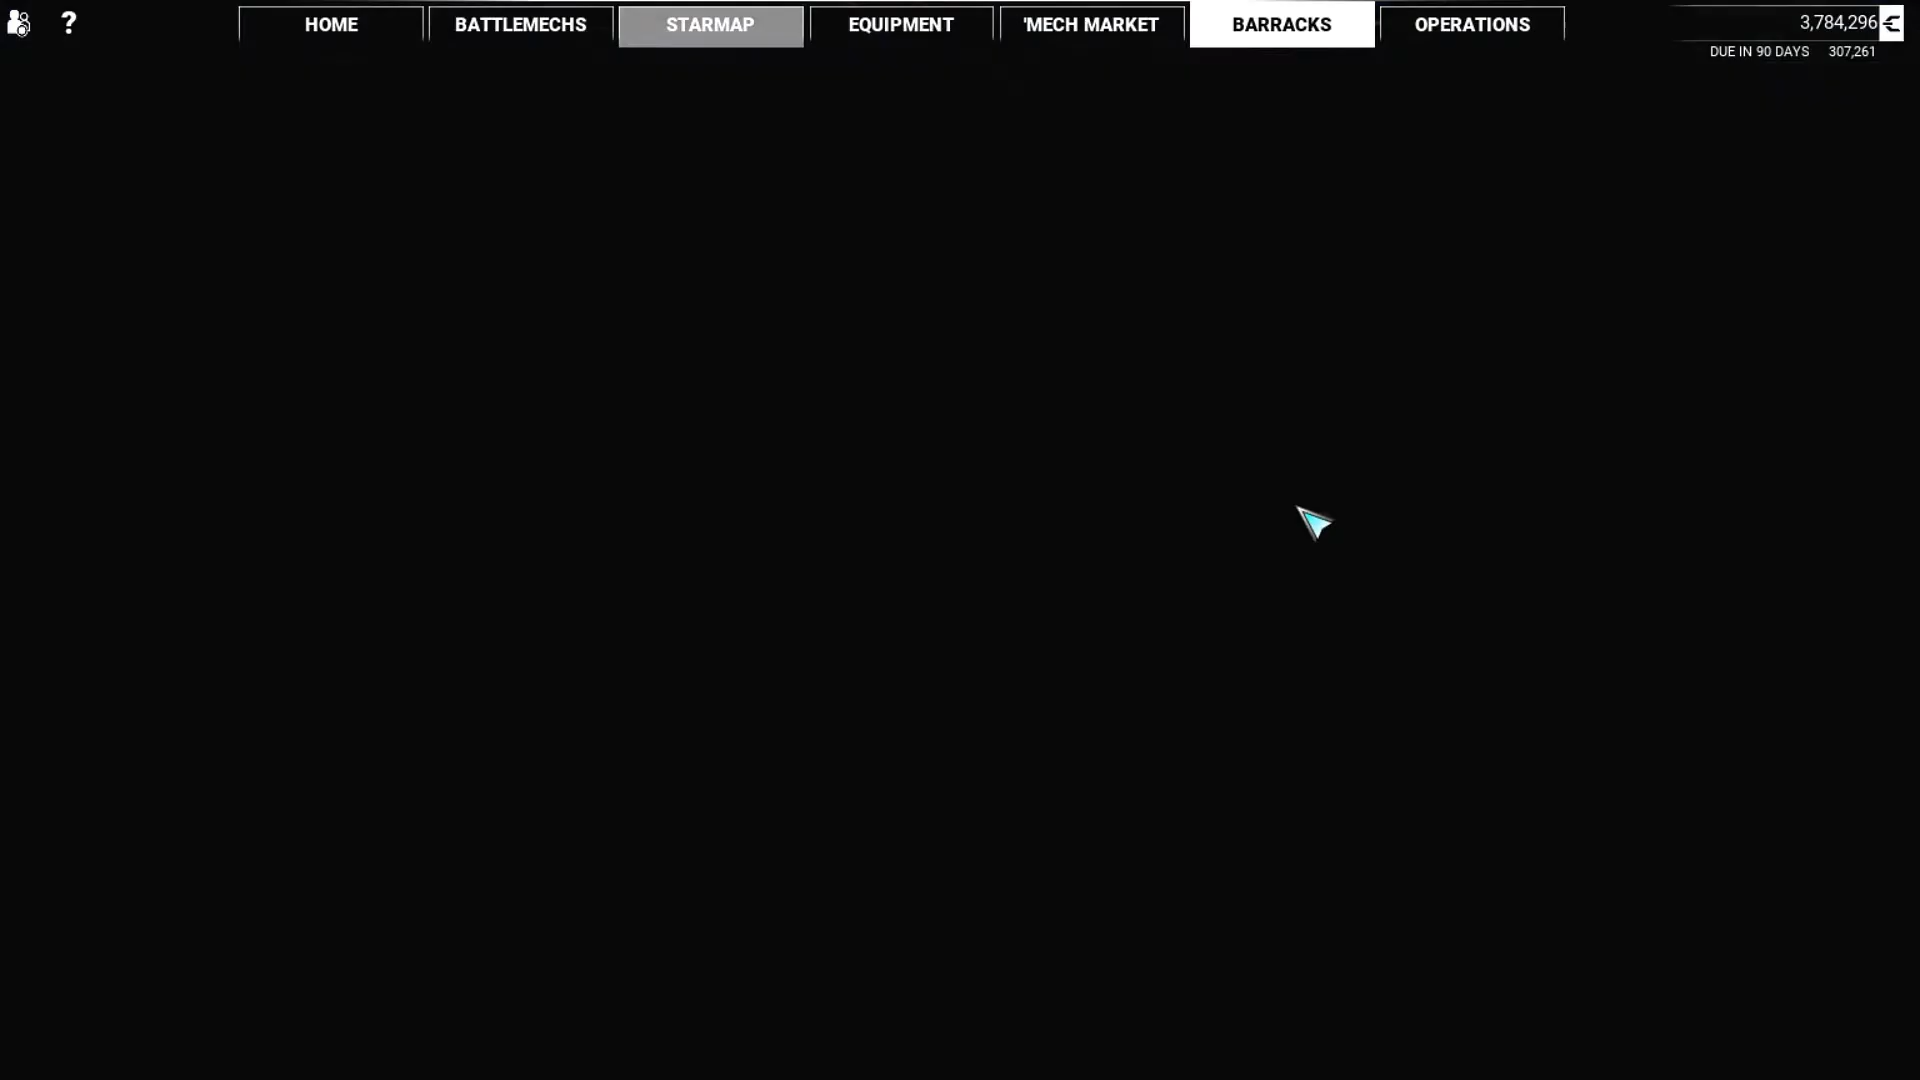 ?
HOME
BATTLEMECHS
STARMAP
EQUIPMENT
'MECH MARKET
BARRACKS
OPERATIONS
3,784,296
DUE IN 90 DAYS 307,261